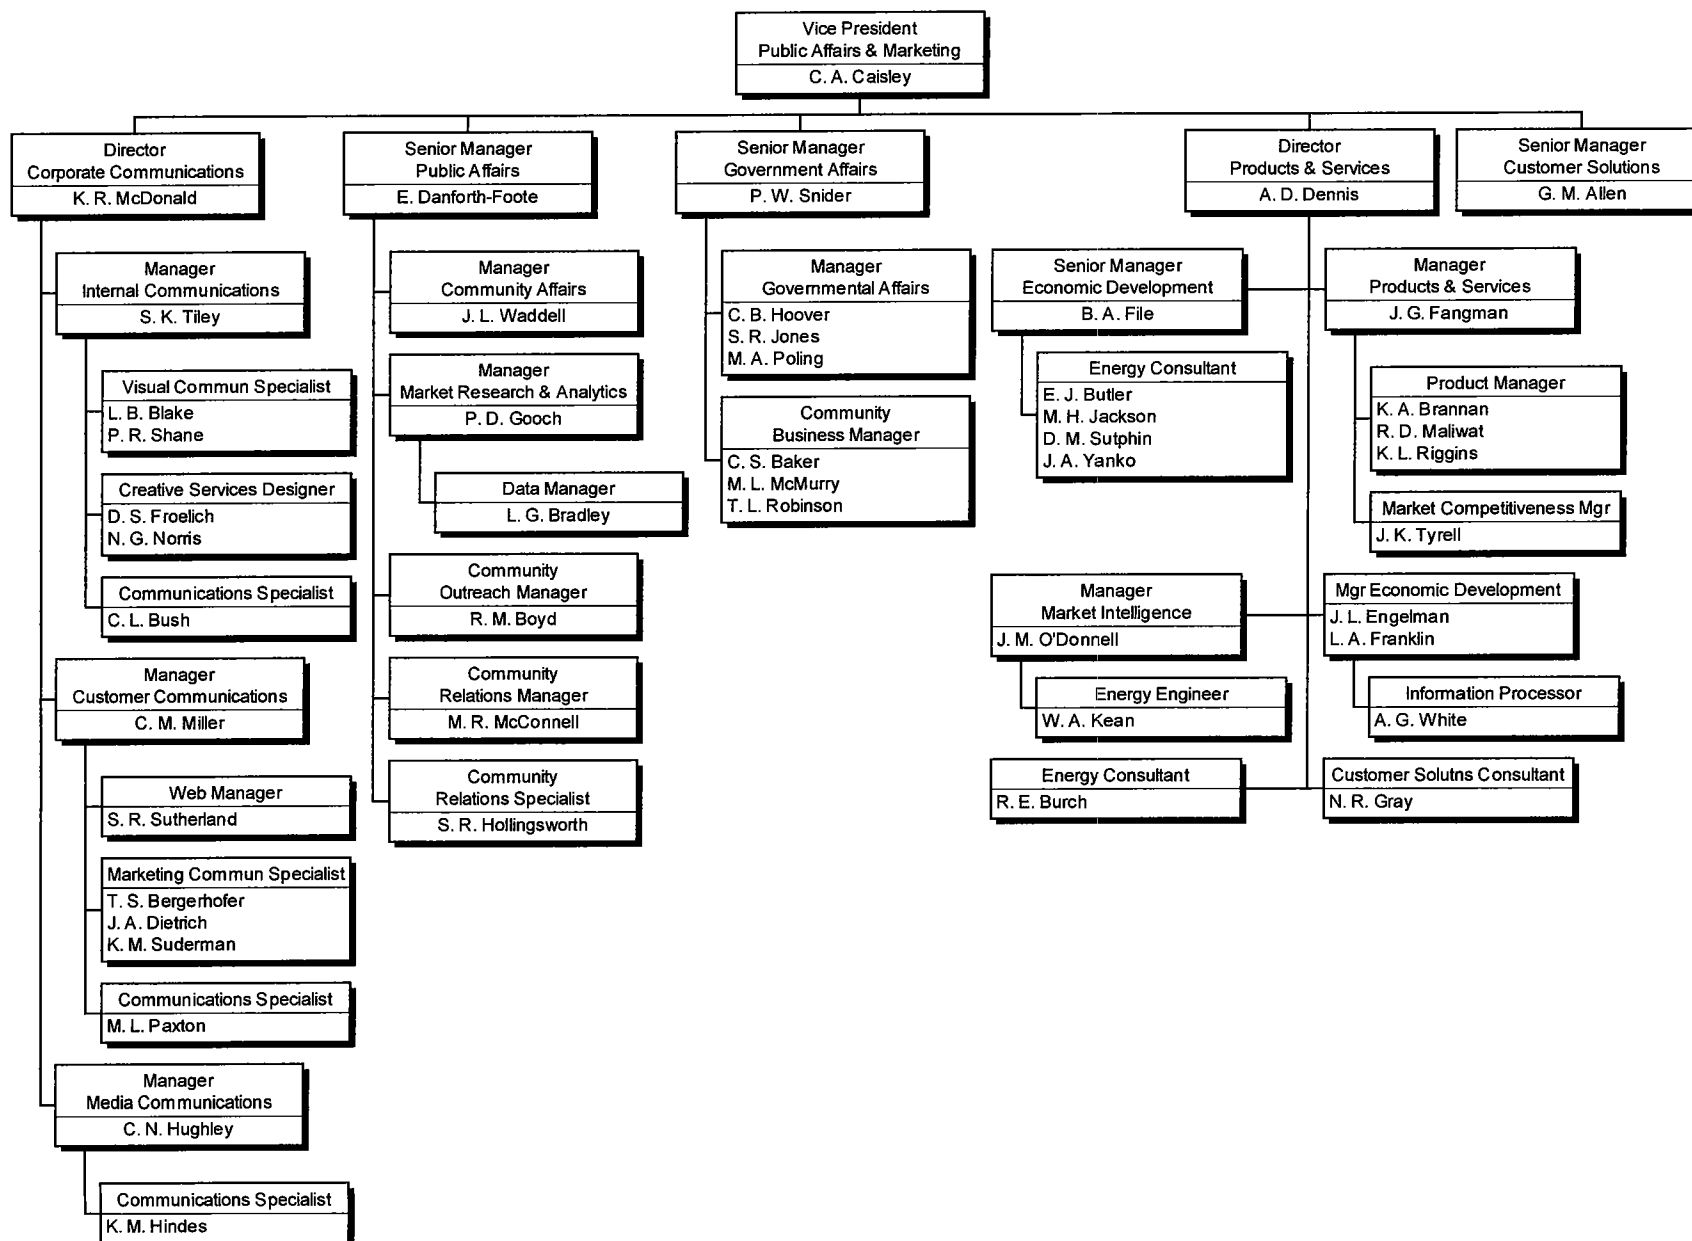 Vice President
Public Affairs & Marketing
C. A. Caisley
Director
Corporate Communications
K. R. McDonald
Senior Manager
Public Affairs
E. Danforth-Foote
Senior Manager
Government Affairs
P. W. Snider
Director
Products & Services
A. D. Dennis
Senior Manager
Customer Solutions
G. M. Allen
Manager
Internal Communications
S. K. Tiley
Visual Commun Specialist
L. B. Blake
P. R. Shane
Creative Services Designer
D. S. Froelich
N. G. Norris
Communications Specialist
C. L. Bush
Manager
Customer Communications
C. M. Miller
Web Manager
S. R. Sutherland
Marketing Commun Specialist
T. S. Bergerhofer
J. A. Dietrich
K. M. Suderman
Communications Specialist
M. L. Paxton
Manager
Media Communications
C. N. Hughley
Communications Specialist
K. M. Hindes
Manager
Community Affairs
J. L. Waddell
Manager
Market Research & Analytics
P. D. Gooch
Data Manager
L. G. Bradley
Community
Outreach Manager
R. M. Boyd
Community
Relations Manager
M. R. McConnell
Community
Relations Specialist
S. R. Hollingsworth
Manager
Governmental Affairs
C. B. Hoover
S. R. Jones
M. A. Poling
Community
Business Manager
C. S. Baker
M. L. McMurry
T. L. Robinson
Senior Manager
Economic Development
B. A. File
Energy Consultant
E. J. Butler
M. H. Jackson
D. M. Sutphin
J. A. Yanko
Manager
Products & Services
J. G. Fangman
Product Manager
K. A. Brannan
R. D. Maliwat
K. L. Riggins
Market Competitiveness Mgr
J. K. Tyrell
Manager
Market Intelligence
J. M. O'Donnell
Energy Engineer
W. A. Kean
Mgr Economic Development
J. L. Engelman
L. A. Franklin
Information Processor
A. G. White
Energy Consultant
R. E. Burch
Customer Solutns Consultant
N. R. Gray